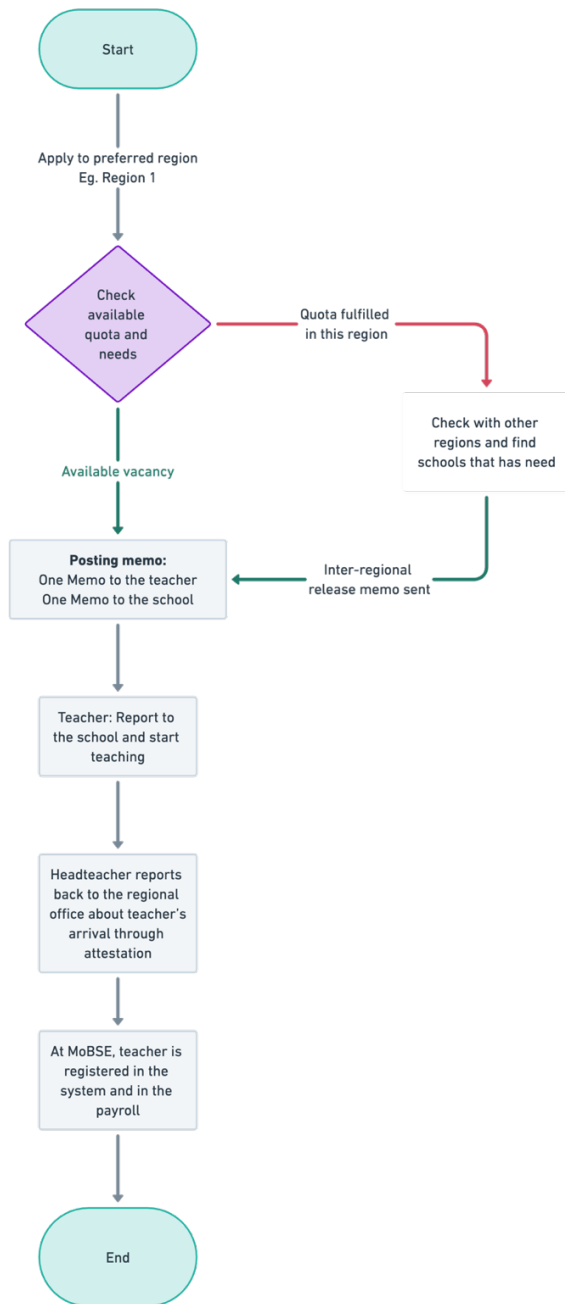 Start
Apply to preferred region
Eg. Region 1
Check
available
quota and
needs
Quota fulfilled
in this region
Check with other
regions and find
schools that has need
Available vacancy
Inter-regional
release memo sent
Posting memo:
One Memo to the teacher
One Memo to the school
Teacher: Report to
the school and start
teaching
Headteacher reports
back to the regional
office about teacher's
arrival through
attestation
At MoBSE, teacher is
registered in the
system and in the
payroll
End